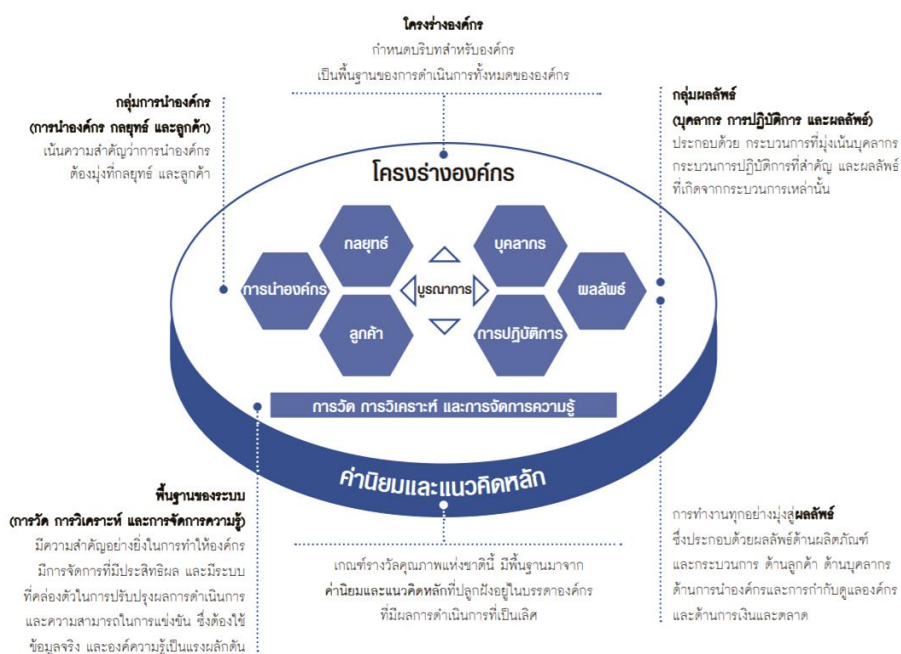 โครงร่างองค์กร
กำหนดบริบทสำหรับองค์กร
เป็นพื้นฐานของการดำเนินการทั้งหมดขององค์กร
กลุ่มการนำองค์กร
(การนำองค์กร กลยุทธ์ และลูกค้า)
เน้นความสำคัญว่าการนำองค์กร
ต้องมุ่งที่กลยุทธ์ และลูกค้า
กลุ่มผลลัพธ์
(บุคลากร การปฏิบัติการ และผลลัพธ์)
ประกอบด้วย กระบวนการที่มุ่งเน้นบุคลากร
กระบวนการปฏิบัติการที่สำคัญ และผลลัพธ์
ที่เกิดจากกระบวนการเหล่านั้น
โครงร่างองค์กร
กลยุทธ์
บุคลากร
การนำองค์กร
บูรณาการ
ผลลัพธ์
ลูกค้า
การปฏิบัติการ
การวัด การวิเคราะห์ และการจัดการความรู้
ค่านิยมและแนวคิดหลัก
พื้นฐานของระบบ
(การวัด การวิเคราะห์ และการจัดการความรู้)
มีความสำคัญอย่างยิ่งในการทำให้องค์กร
มีการจัดการที่มีประสิทธิผล และมีระบบ
ที่คล่องตัวในการปรับปรุงผลการดำเนินการ
และความสามารถในการแข่งขัน ซึ่งต้องใช้
ข้อมูลจริง และองค์ความรู้เป็นแรงผลักดัน
เกณฑ์รางวัลคุณภาพแห่งชาตินี้ มีพื้นฐานมาจาก
ค่านิยมและแนวคิดหลักที่ปลูกฝังอยู่ในบรรดาองค์กร
ที่มีผลการดำเนินการที่เป็นเลิศ
การทำงานทุกอย่างมุ่งสู่ผลลัพธ์
ซึ่งประกอบด้วยผลลัพธ์ด้านผลิตภัณฑ์
และกระบวนการ ด้านลูกค้า ด้านบุคลากร
ด้านการนำองค์กรและการกำกับดูแลองค์กร
และด้านการเงินและตลาด